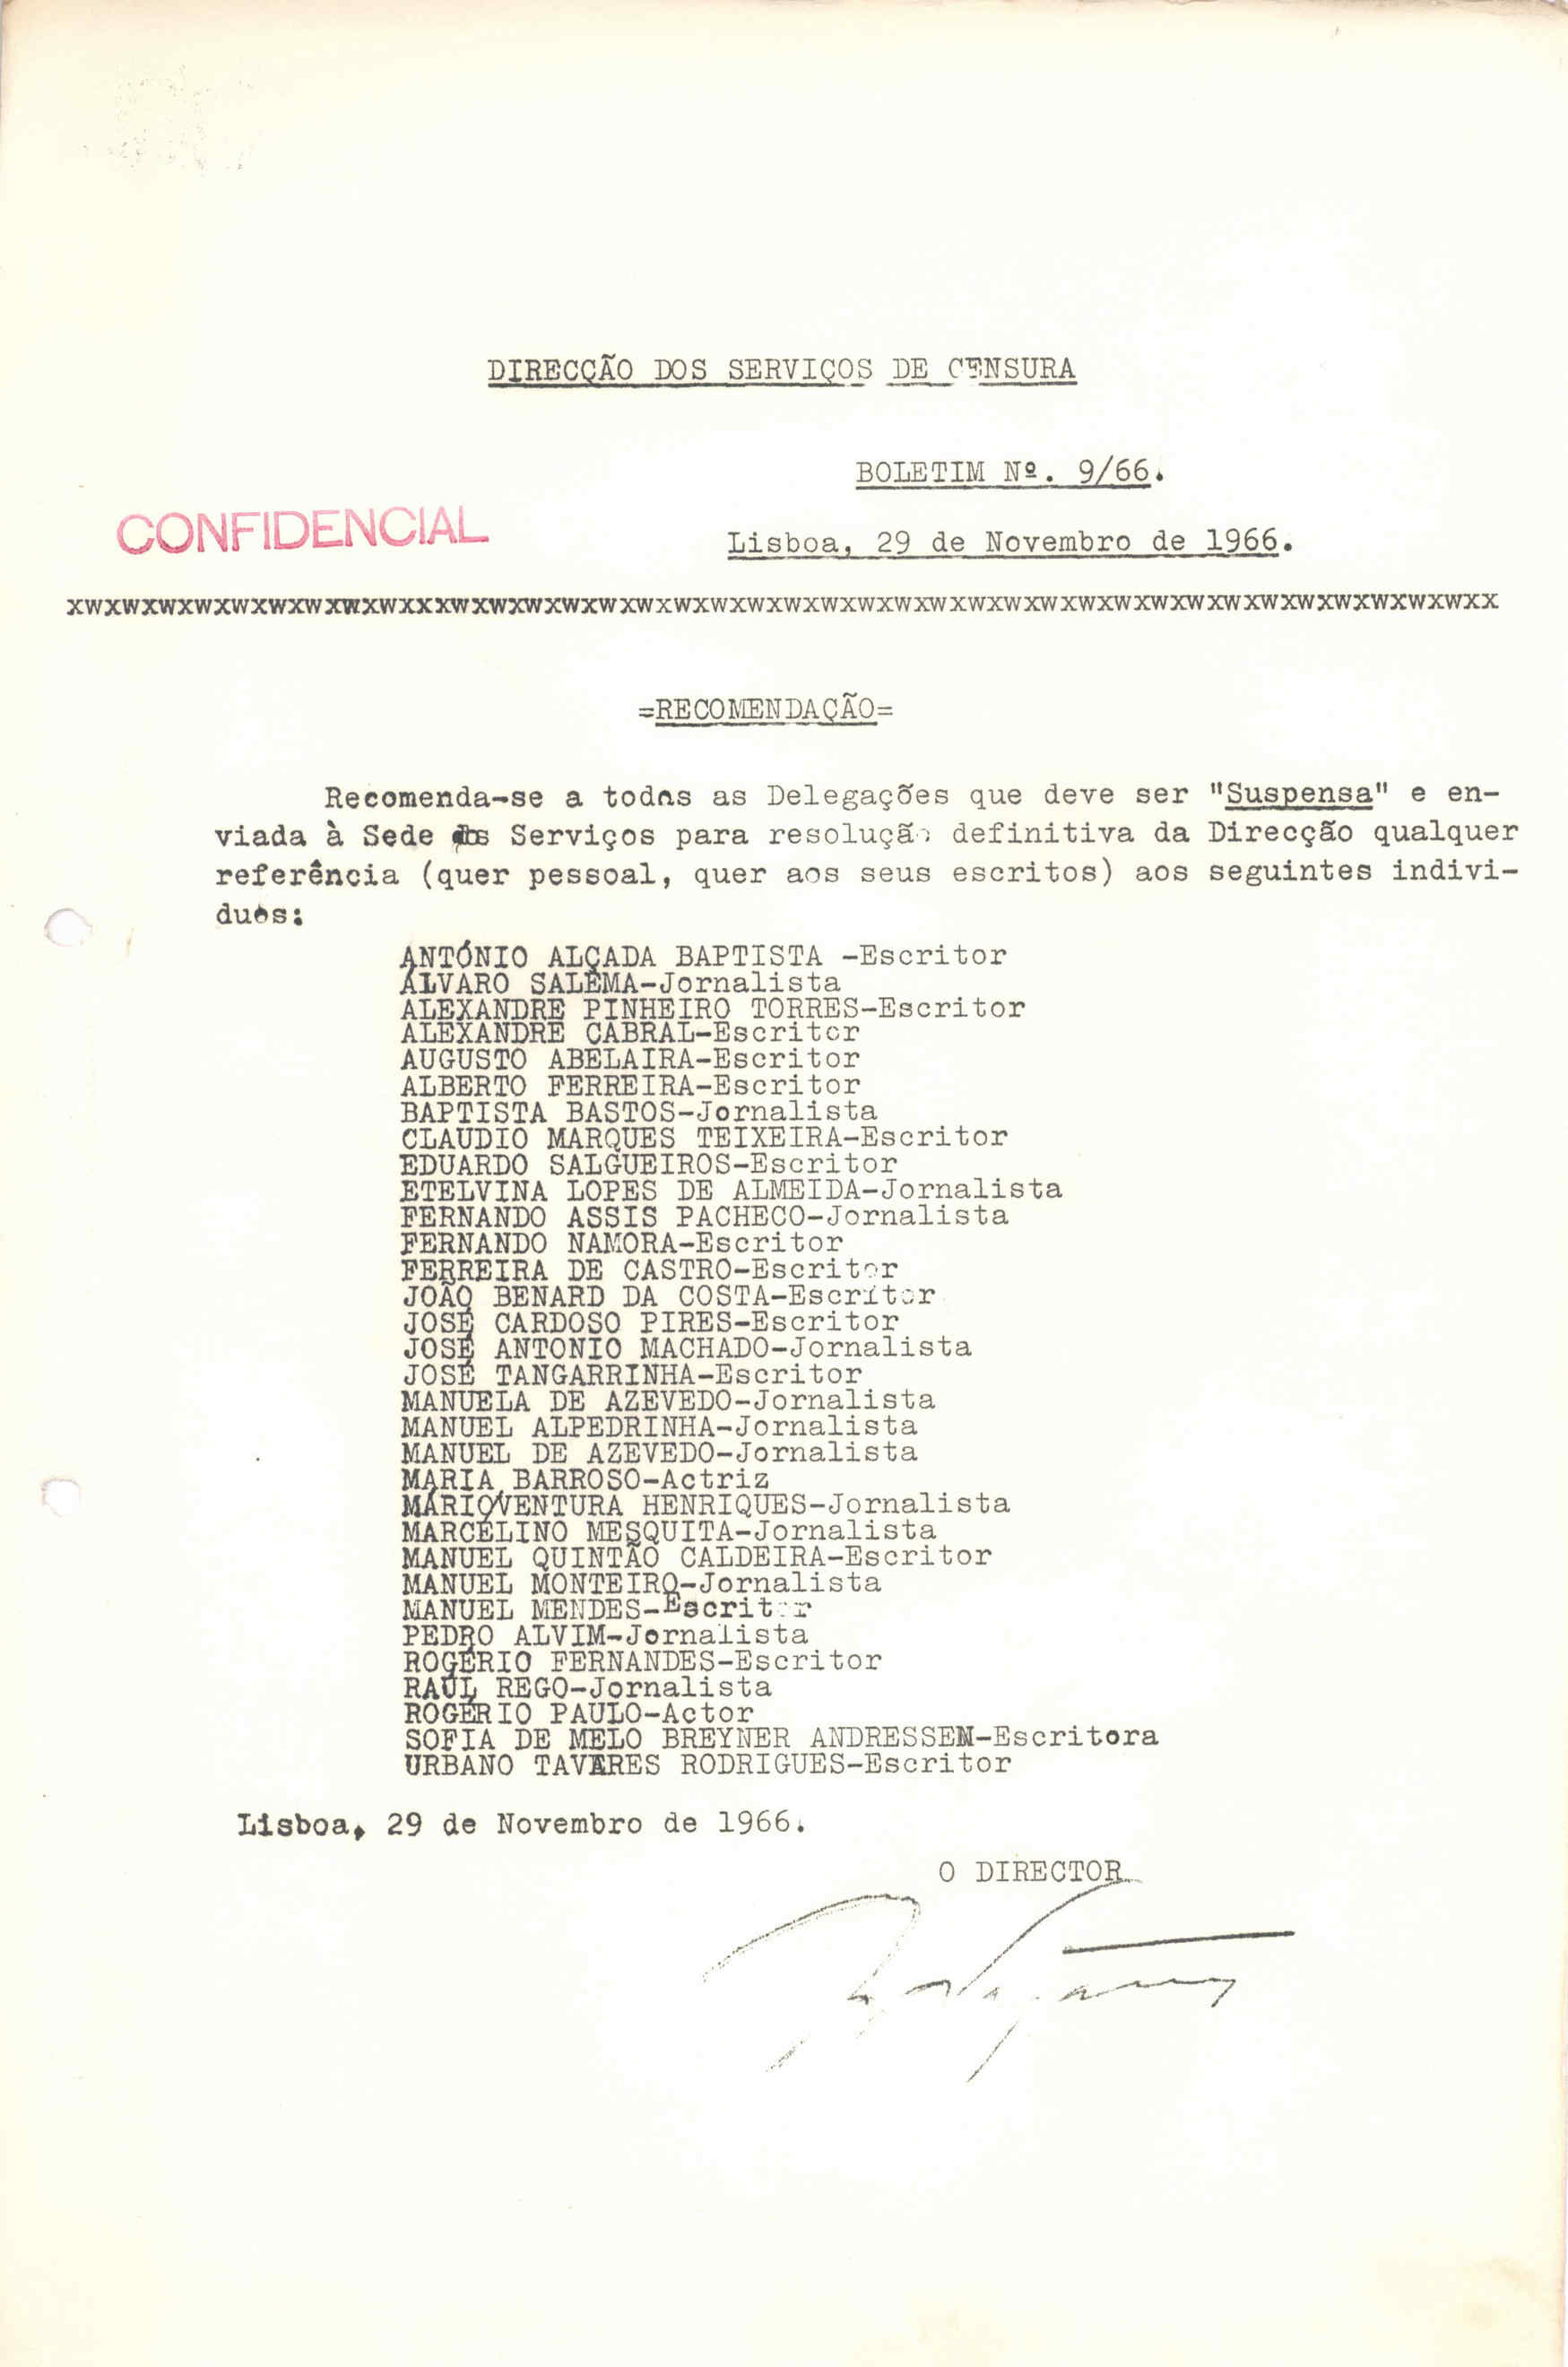 DIRECÇÃO DOS SERVIÇOS DE CENSURA
BOLETIM Nº. 9/66.
CONFIDENCIAL
Lisboa, 29 de Novembro de 1966.
XWXWXWXWXWXWXWXWXWXXXWXWXWXWXWXWXWXWXWXWXWXWXWXWXWXWXWXWXWXWXWXWXWXWXWXWXWXWXX
=RECOMENDAÇÃO=
Recomenda-se a todas as Delegações que deve ser "Suspensa" e en-
viada à Sede dos Serviços para resolução definitiva da Direcção qualquer
referência (quer pessoal, quer aos seus escritos) aos seguintes indivi-
duos:
ANTÓNIO ALÇADA BAPTISTA -Escritor
ÁLVARO SALEMA-Jornalista
ALEXANDRE PINHEIRO TORRES-Escritor
ALEXANDRE CABRAL-Escritor
AUGUSTO ABELAIRA-Escritor
ALBERTO FERREIRA-Escritor
BAPTISTA BASTOS-Jornalista
CLAUDIO MARQUES TEIXEIRA-Escritor
EDUARDO SALGUEIROS-Escritor
ETELVINA LOPES DE ALMEIDA-Jornalista
FERNANDO ASSIS PACHECO-Jornalista
FERNANDO NAMORA-Escritor
FERREIRA DE CASTRO-Escritor
JOÃO BENARD DA COSTA-Escritor
JOSÉ CARDOSO PIRES-Escritor
JOSÉ ANTONIO MACHADO-Jornalista
JOSÉ TANGARRINHA-Escritor
MANUELA DE AZEVEDO-Jornalista
MANUEL ALPEDRINHA-Jornalista
MANUEL DE AZEVEDO-Jornalista
MARIA BARROSO-Actriz
MÁRIO/VENTURA HENRIQUES-Jornalista
MARCELINO MESQUITA-Jornalista
MANUEL QUINTÃO CALDEIRA-Escritor
MANUEL MONTEIRO-Jornalista
MANUEL MENDES-Escritor
PEDRO ALVIM-Jornalista
ROGÉRIO FERNANDES-Escritor
RAÚL REGO-Jornalista
ROGÉRIO PAULO-Actor
SOFIA DE MELO BREYNER ANDRESSEN-Escritora
URBANO TAVARES RODRIGUES-Escritor
Lisboa, 29 de Novembro de 1966.
O DIRECTOR